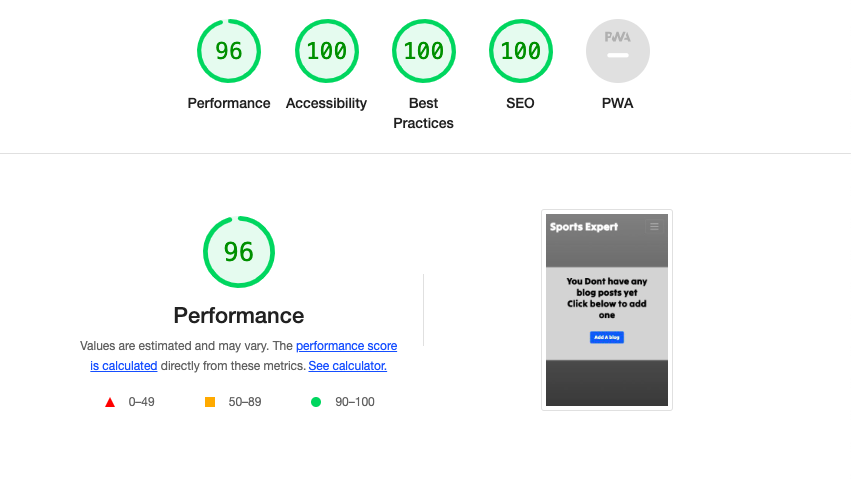 96
100
100
100
PWA
Performance
Accessibility
Best
Practices
SEO
PWA
96
Performance
Values are estimated and may vary. The performance score
is calculated directly from these metrics. See calculator.
0–49
50–89
90–100
Sports Expert
You Dont have any
blog posts yet
Click below to add
one
Add A blog